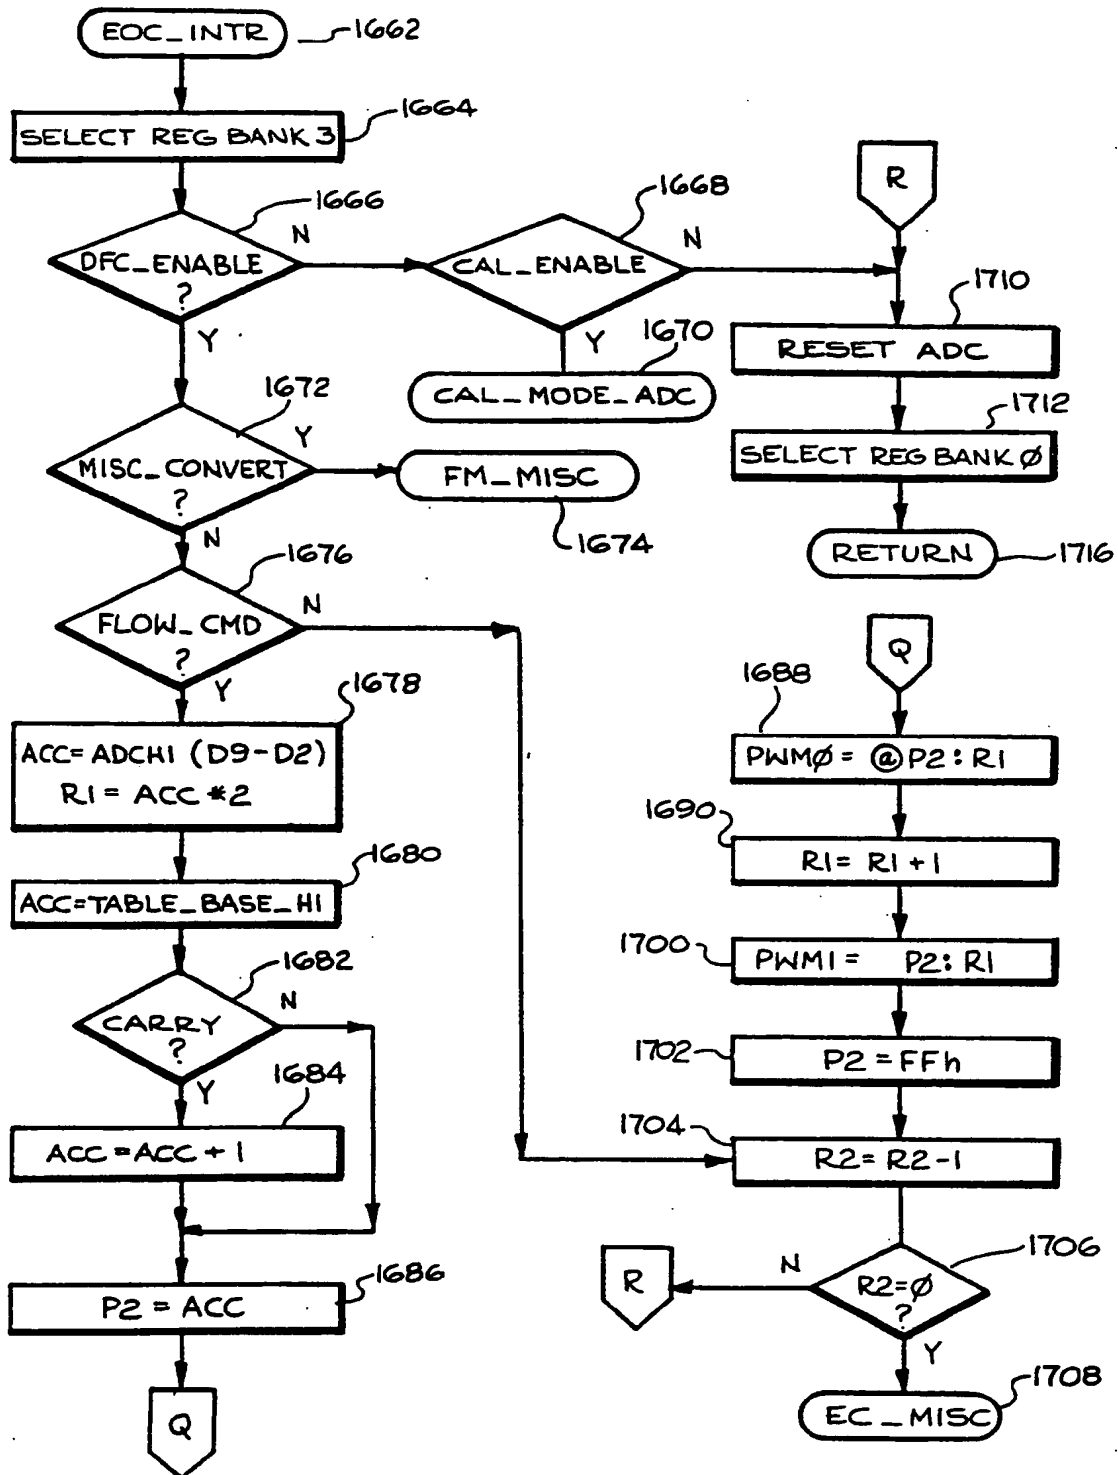 EOC_INTR
1662
SELECT REG BANK 3
1664
DFC_ENABLE
?
1666
N
Y
CAL_ENABLE
1668
N
Y
CAL_MODE_ADC
1670
MISC_CONVERT
?
1672
Y
N
FM_MISC
1674
FLOW_CMD
?
1676
N
Y
ACC=ADCHI (D9-D2)
R1 = ACC *2
1678
ACC=TABLE_BASE_HI
1680
CARRY
?
1682
N
Y
ACC=ACC+1
1684
P2 = ACC
1686
Q
R
1710
RESET ADC
1712
SELECT REG BANK Ø
RETURN
1716
Q
1688
PWMØ= @P2:R1
1690
R1= R1+1
1700
PWM1= P2:R1
1702
P2=FFh
1704
R2=R2-1
1706
R2=Ø
?
N
R
Y
1708
EC_MISC